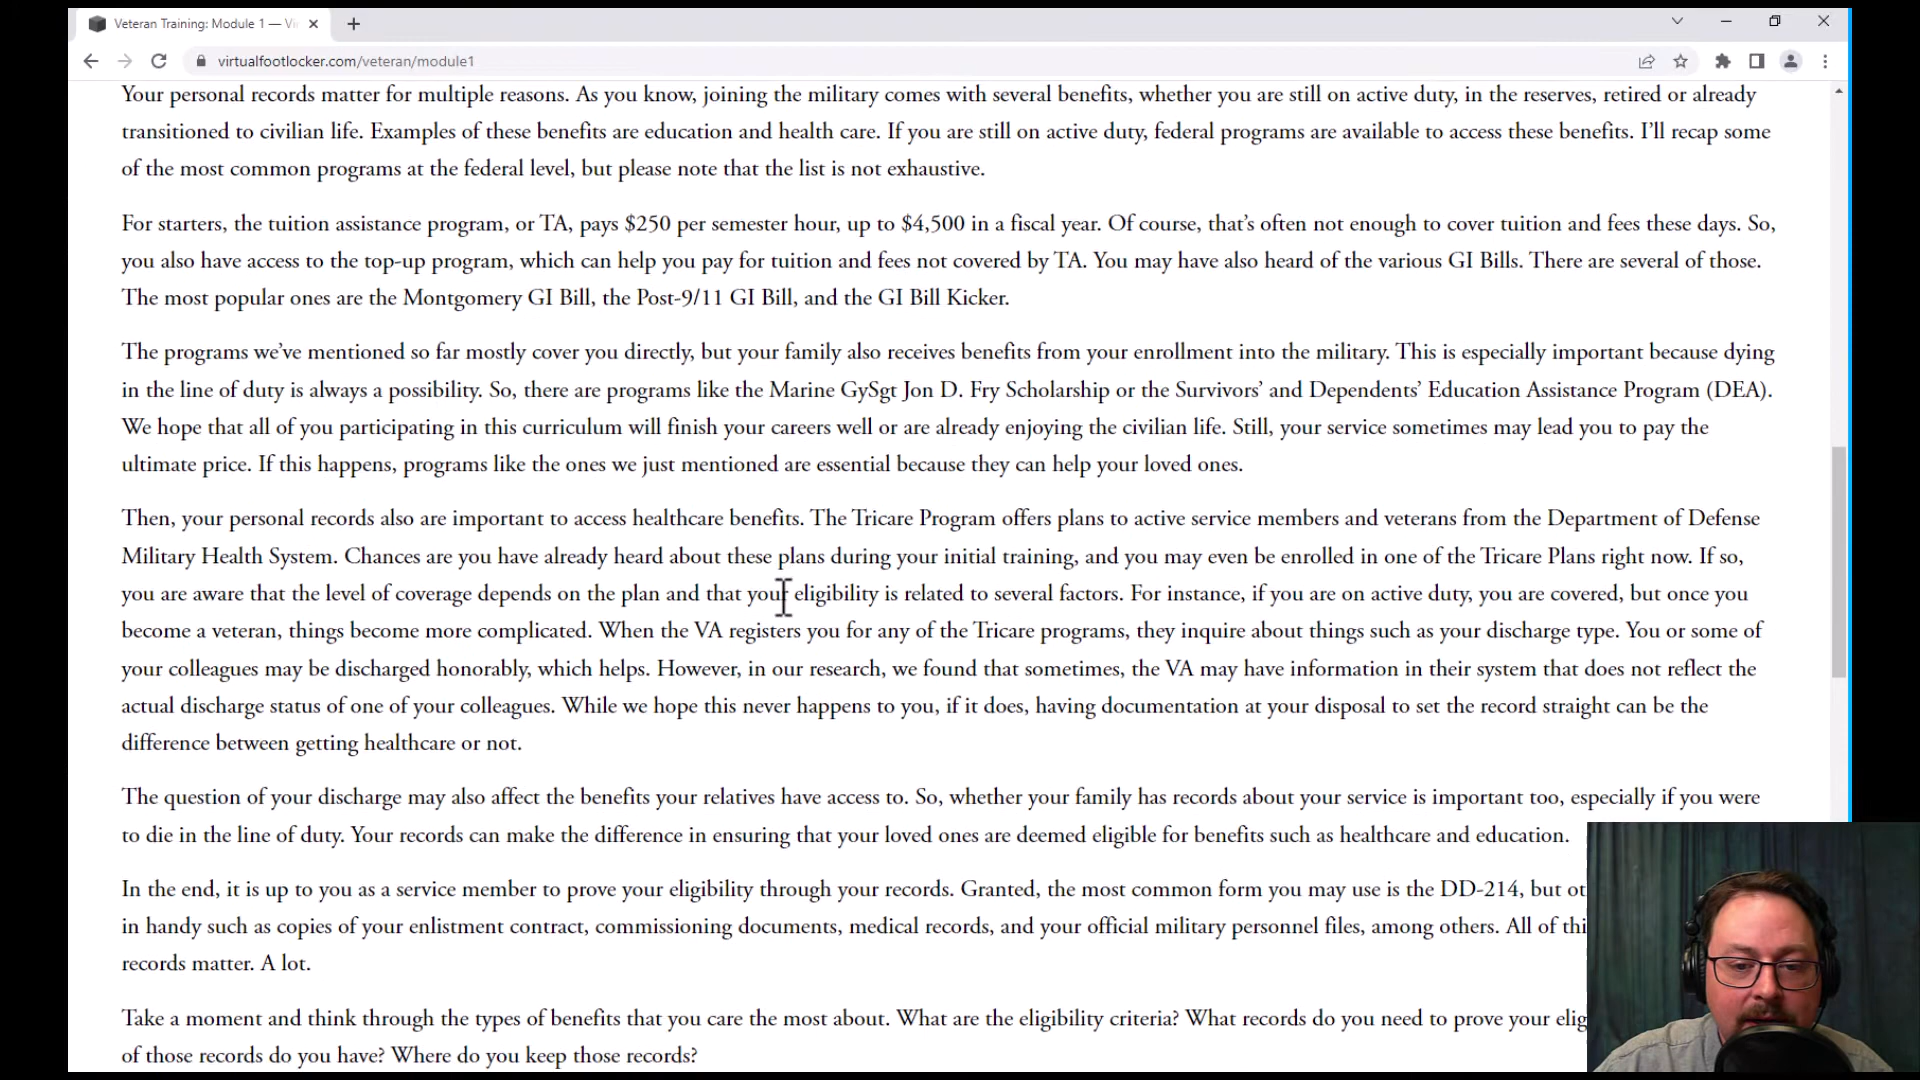 Veteran Training: Module 1 — Vi
virtualfootlocker.com/veteran/module1
Your personal records matter for multiple reasons. As you know, joining the military comes with several benefits, whether you are still on active duty, in the reserves, retired or already
transitioned to civilian life. Examples of these benefits are education and health care. If you are still on active duty, federal programs are available to access these benefits. I’ll recap some
of the most common programs at the federal level, but please note that the list is not exhaustive.
For starters, the tuition assistance program, or TA, pays $250 per semester hour, up to $4,500 in a fiscal year. Of course, that’s often not enough to cover tuition and fees these days. So,
you also have access to the top-up program, which can help you pay for tuition and fees not covered by TA. You may have also heard of the various GI Bills. There are several of those.
The most popular ones are the Montgomery GI Bill, the Post-9/11 GI Bill, and the GI Bill Kicker.
The programs we’ve mentioned so far mostly cover you directly, but your family also receives benefits from your enrollment into the military. This is especially important because dying
in the line of duty is always a possibility. So, there are programs like the Marine GySgt Jon D. Fry Scholarship or the Survivors’ and Dependents’ Education Assistance Program (DEA).
We hope that all of you participating in this curriculum will finish your careers well or are already enjoying the civilian life. Still, your service sometimes may lead you to pay the
ultimate price. If this happens, programs like the ones we just mentioned are essential because they can help your loved ones.
Then, your personal records also are important to access healthcare benefits. The Tricare Program offers plans to active service members and veterans from the Department of Defense
Military Health System. Chances are you have already heard about these plans during your initial training, and you may even be enrolled in one of the Tricare Plans right now. If so,
you are aware that the level of coverage depends on the plan and that your eligibility is related to several factors. For instance, if you are on active duty, you are covered, but once you
become a veteran, things become more complicated. When the VA registers you for any of the Tricare programs, they inquire about things such as your discharge type. You or some of
your colleagues may be discharged honorably, which helps. However, in our research, we found that sometimes, the VA may have information in their system that does not reflect the
actual discharge status of one of your colleagues. While we hope this never happens to you, if it does, having documentation at your disposal to set the record straight can be the
difference between getting healthcare or not.
The question of your discharge may also affect the benefits your relatives have access to. So, whether your family has records about your service is important too, especially if you were
to die in the line of duty. Your records can make the difference in ensuring that your loved ones are deemed eligible for benefits such as healthcare and education.
In the end, it is up to you as a service member to prove your eligibility through your records. Granted, the most common form you may use is the DD-214, but
in handy such as copies of your enlistment contract, commissioning documents, medical records, and your official military personnel files, among others. All of
records matter. A lot.
Take a moment and think through the types of benefits that you care the most about. What are the eligibility criteria? What records do you need to prove your
of those records do you have? Where do you keep those records?